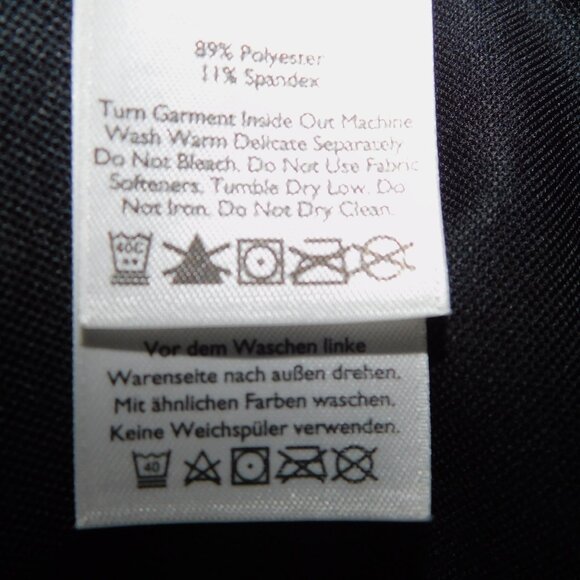 89% Polyester
11% Spandex
Turn Garment Inside Out Machine
Wash Warm Delicate Separately
Do Not Bleach. Do Not Use Fabric
Softeners. Tumble Dry Low. Do
Not Iron. Do Not Dry Clean.
40C
Vor dem Waschen linke
Warenseite nach außen drehen.
Mit ähnlichen Farben waschen.
Keine Weichspüler verwenden.
40